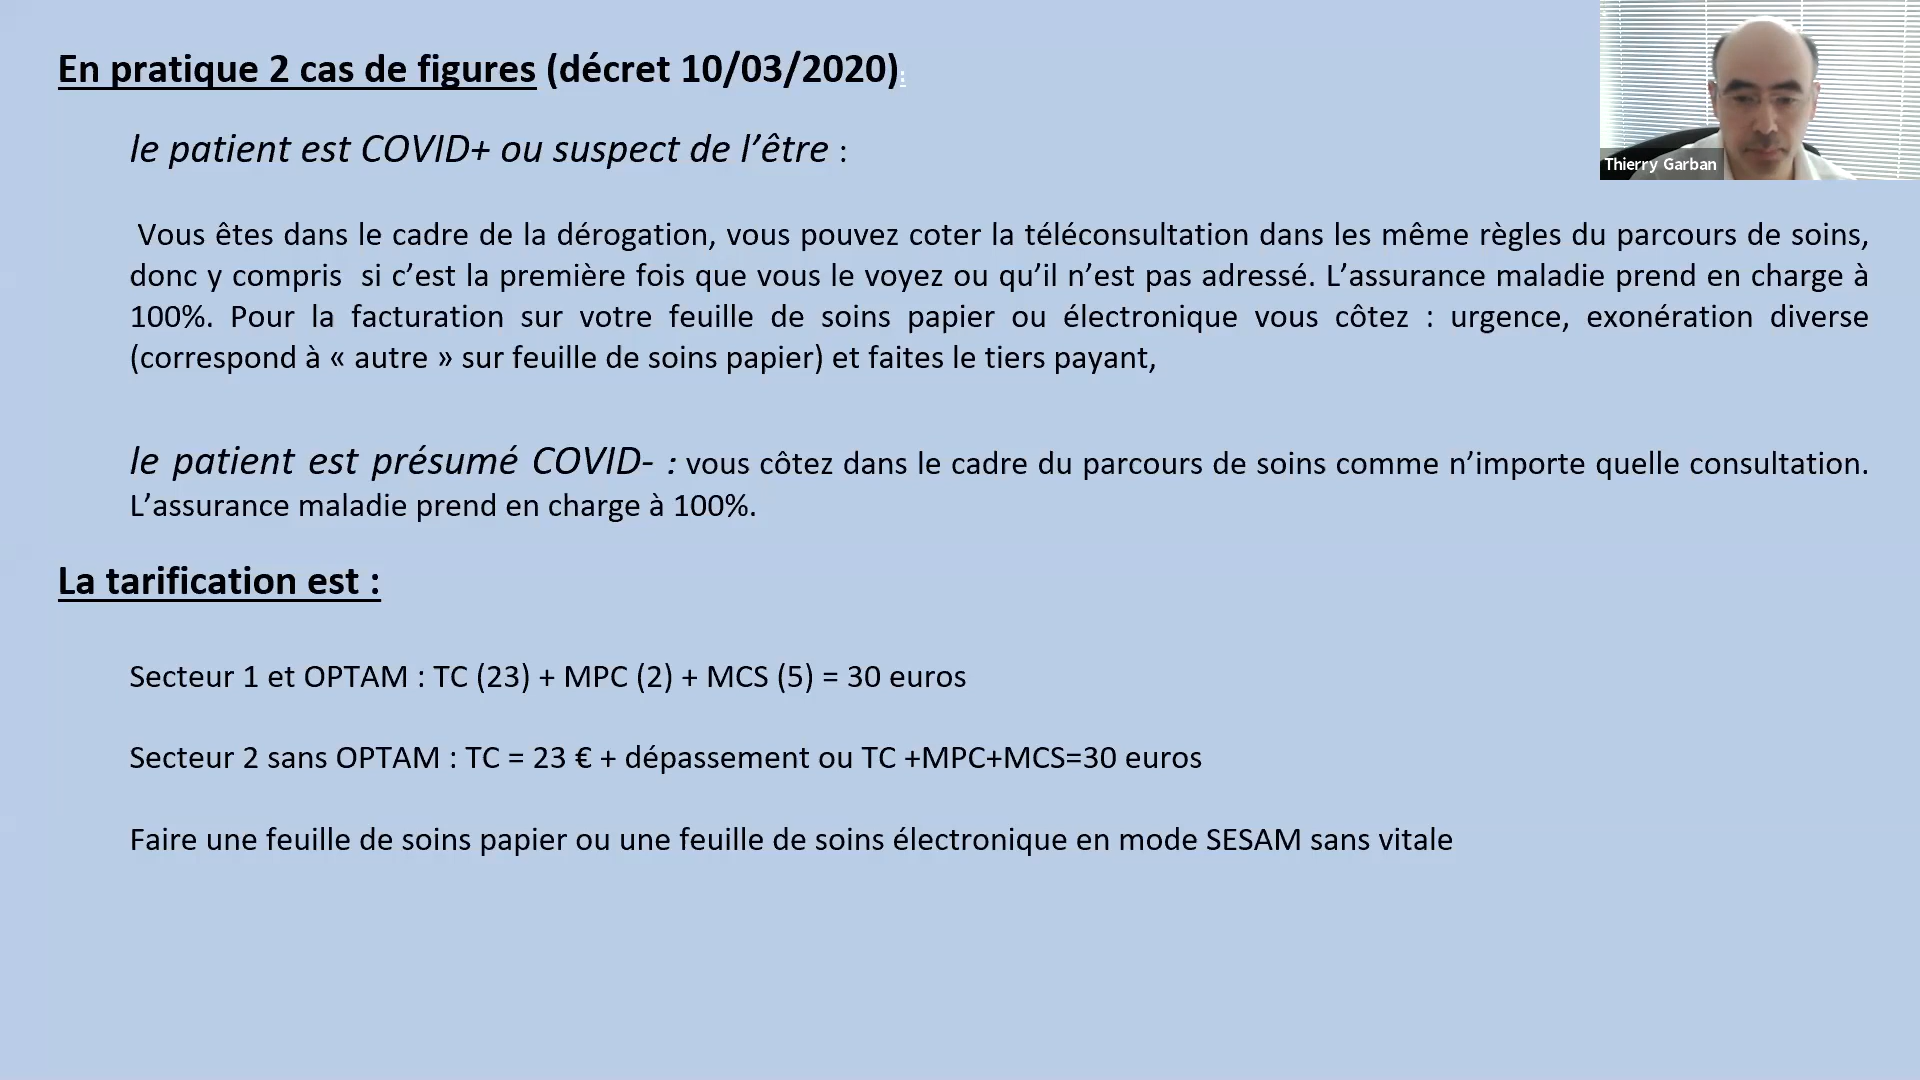 En pratique 2 cas de figures (décret 10/03/2020):
le patient est COVID+ ou suspect de l’être :
Thierry Garban
Vous êtes dans le cadre de la dérogation, vous pouvez coter la téléconsultation dans les même règles du parcours de soins,
donc y compris  si c’est la première fois que vous le voyez ou qu’il n’est pas adressé. L’assurance maladie prend en charge à
100%. Pour la facturation sur votre feuille de soins papier ou électronique vous côtez : urgence, exonération diverse
(correspond à « autre » sur feuille de soins papier) et faites le tiers payant,
le patient est présumé COVID- : vous côtez dans le cadre du parcours de soins comme n’importe quelle consultation.
L’assurance maladie prend en charge à 100%.
La tarification est :
Secteur 1 et OPTAM : TC (23) + MPC (2) + MCS (5) = 30 euros
Secteur 2 sans OPTAM : TC = 23 € + dépassement ou TC +MPC+MCS=30 euros
Faire une feuille de soins papier ou une feuille de soins électronique en mode SESAM sans vitale